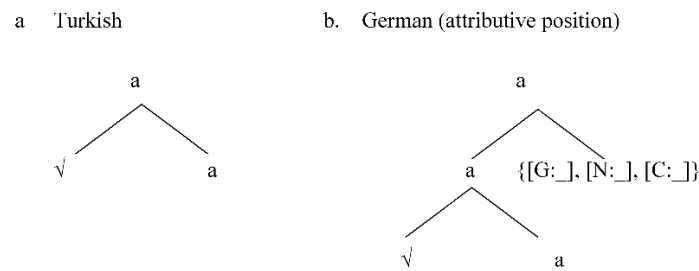 a Turkish b. German (attributive position)
a a
√ a a {[G:_], [N:_], [C:_]}
√ a